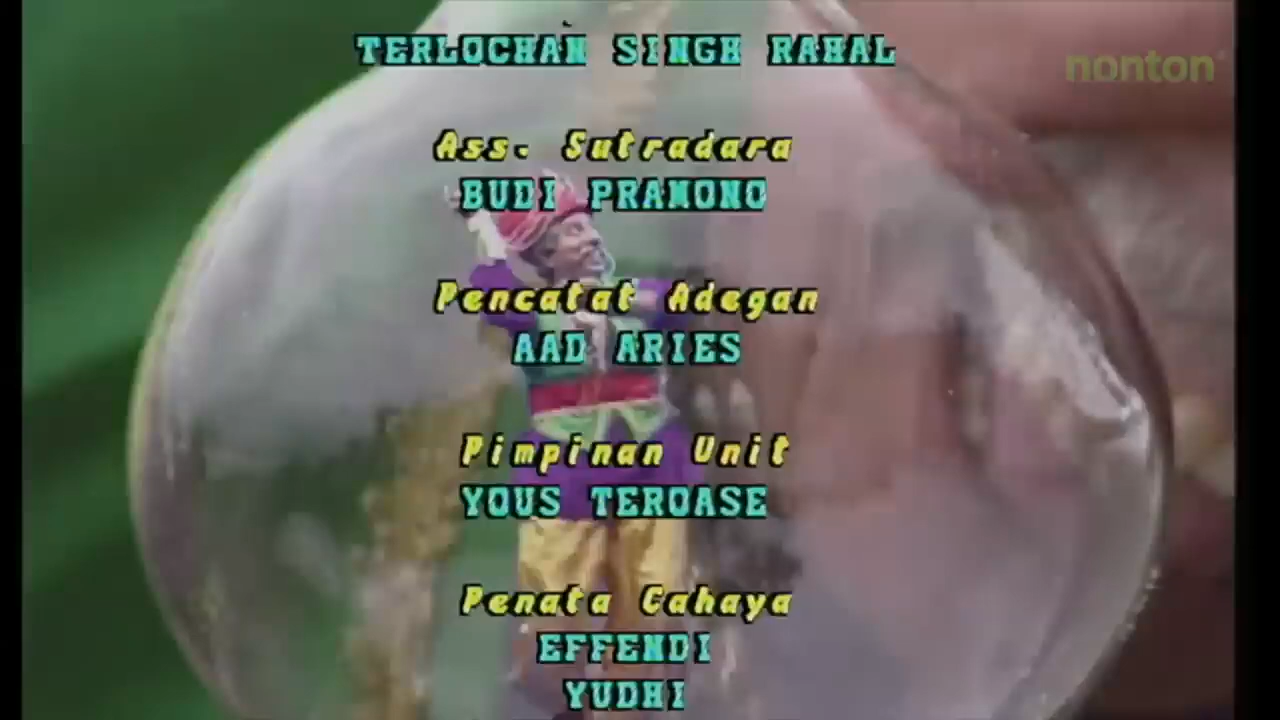 TERLOCHAN SINGH RAHAL
nonton
Ass. Sutradara
BUDI PRAMONO
Pencatat Adegan
AAD ARIES
Pimpinan Unit
YOUS TEROASE
Penata Cahaya
EFFENDI
YUDHI